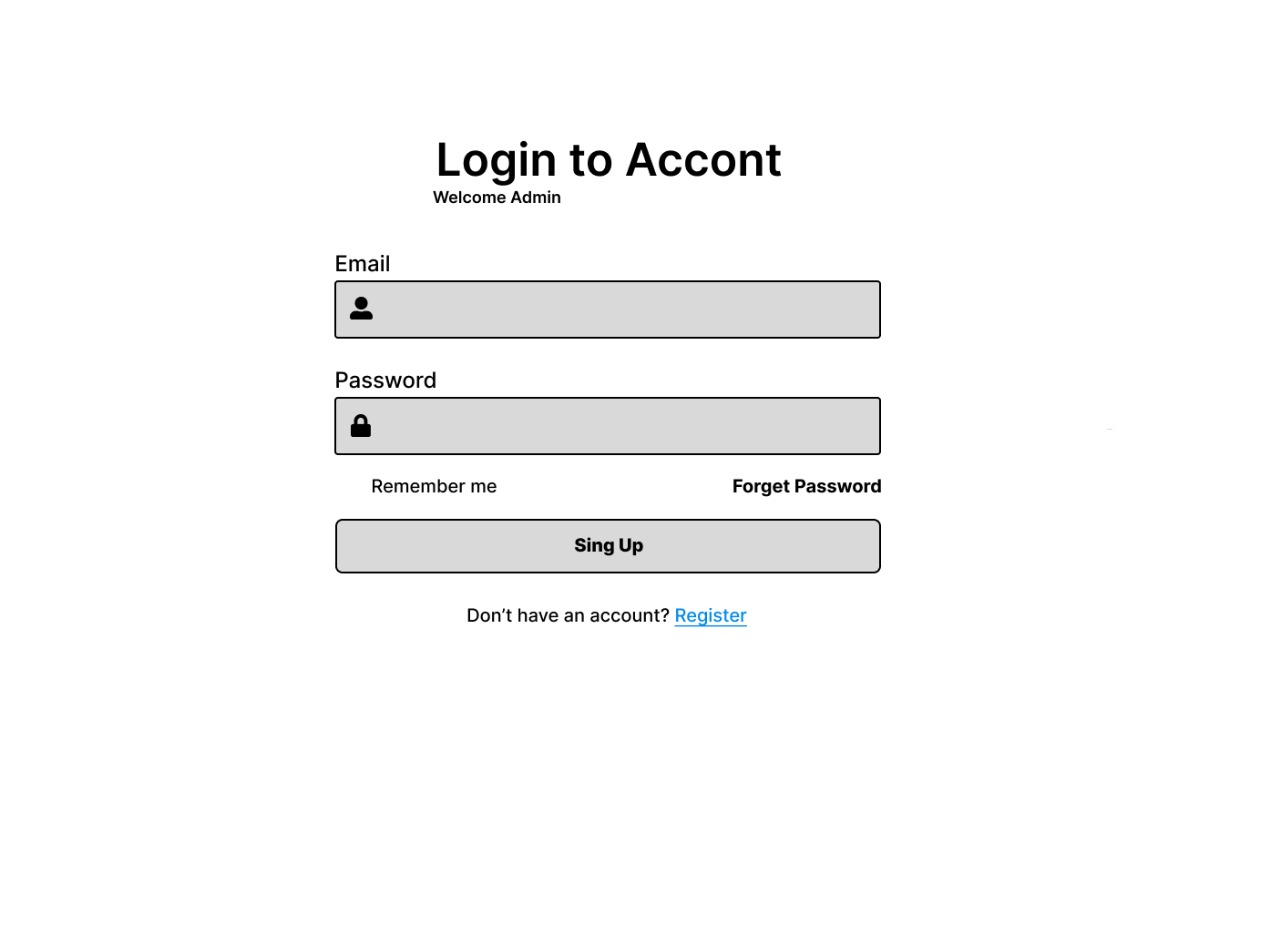 Login to Accont
Welcome Admin
Email
Password
Remember me Forget Password
Sing Up
Don’t have an account? Register